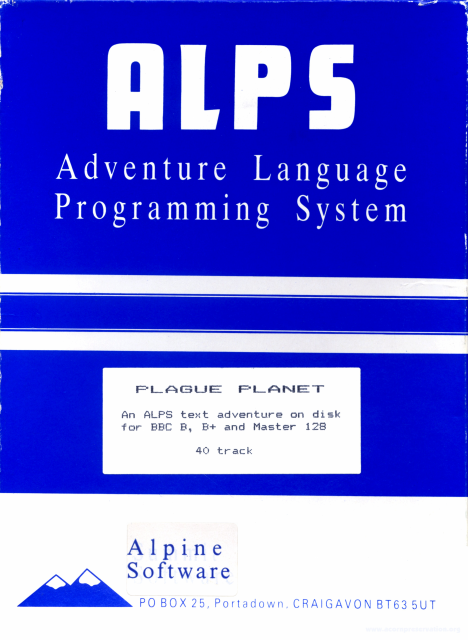 ALPS
Adventure Language
Programming System
PLAGUE PLANET
An ALPS text adventure on disk
for BBC B, B+ and Master 128
40 track
Alpine
Software
PO BOX 25, Portadown, CRAIGAVON BT63 5UT